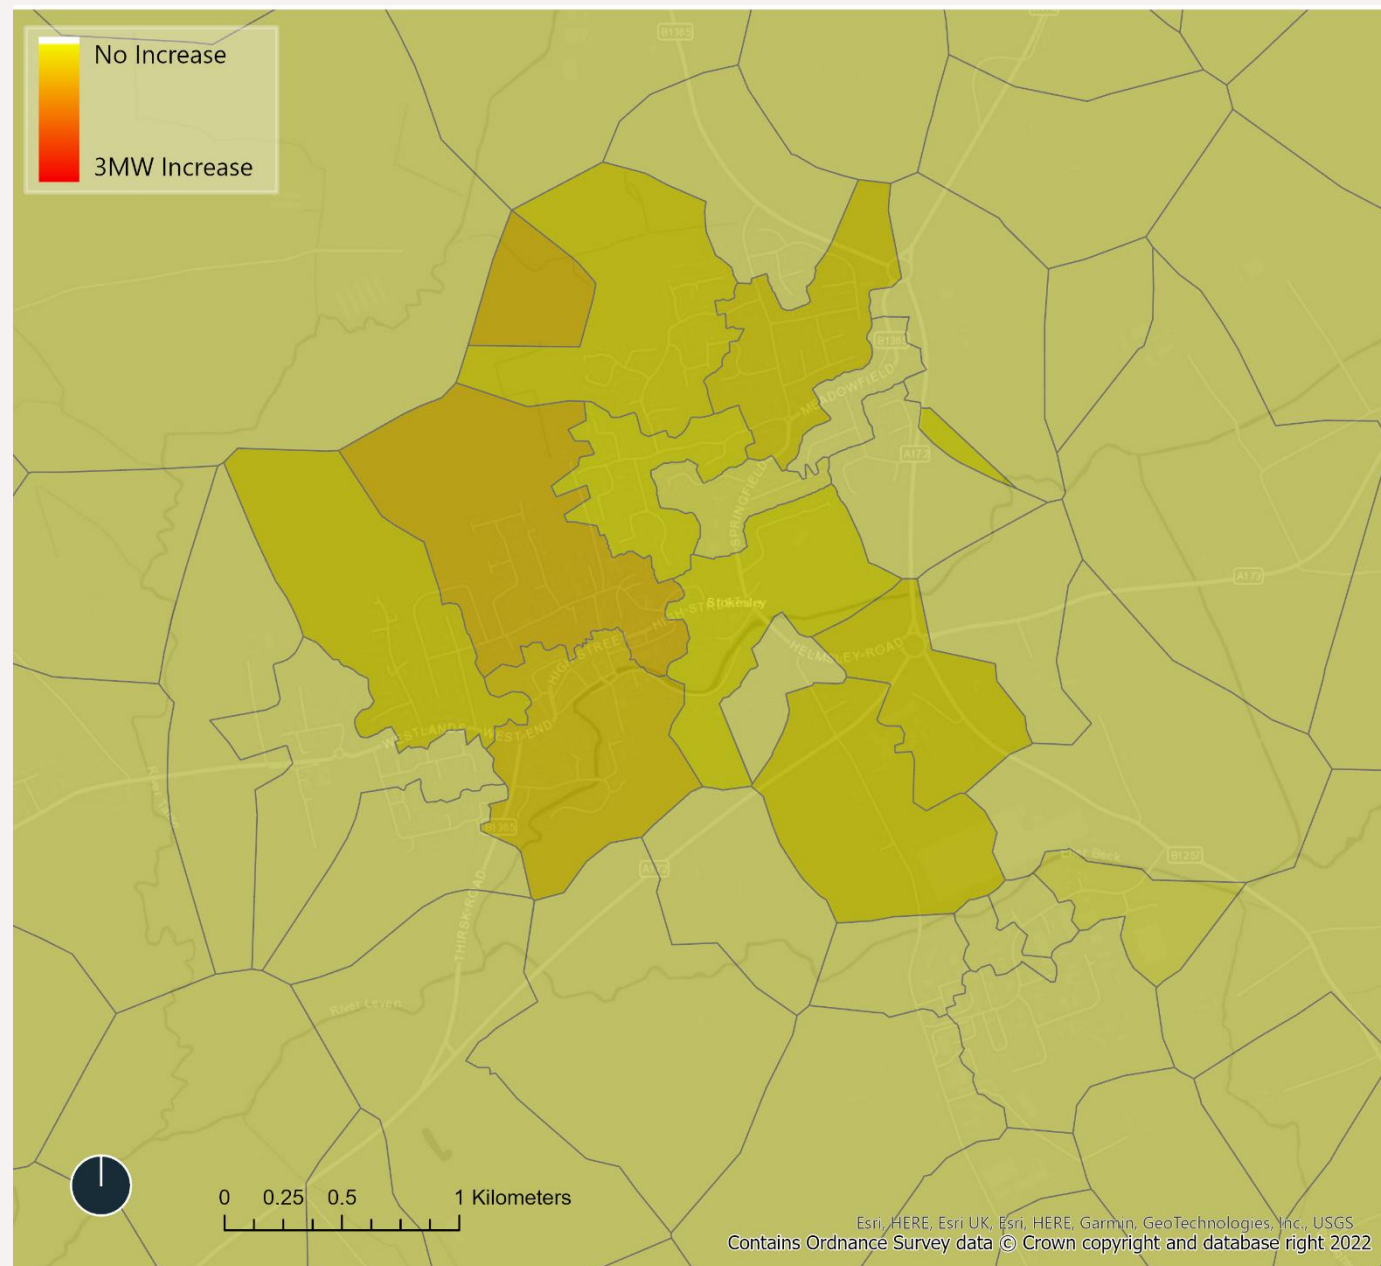 No Increase
3MW Increase
B1365
B1365
MEADOWFIELD
A172
SPRINGFIELD
A173
Stokesley
HIGH-STREET
HIGH STREET
HELMSLEY-ROAD
WESTLANDS
WEST-END
B1365
A172
B1257
THIRSK-ROAD
River Leven
0 0.25 0.5 1 Kilometers
Esri, HERE, Esri UK, Esri, HERE, Garmin, GeoTechnologies, Inc., USGS
Contains Ordnance Survey data © Crown copyright and database right 2022